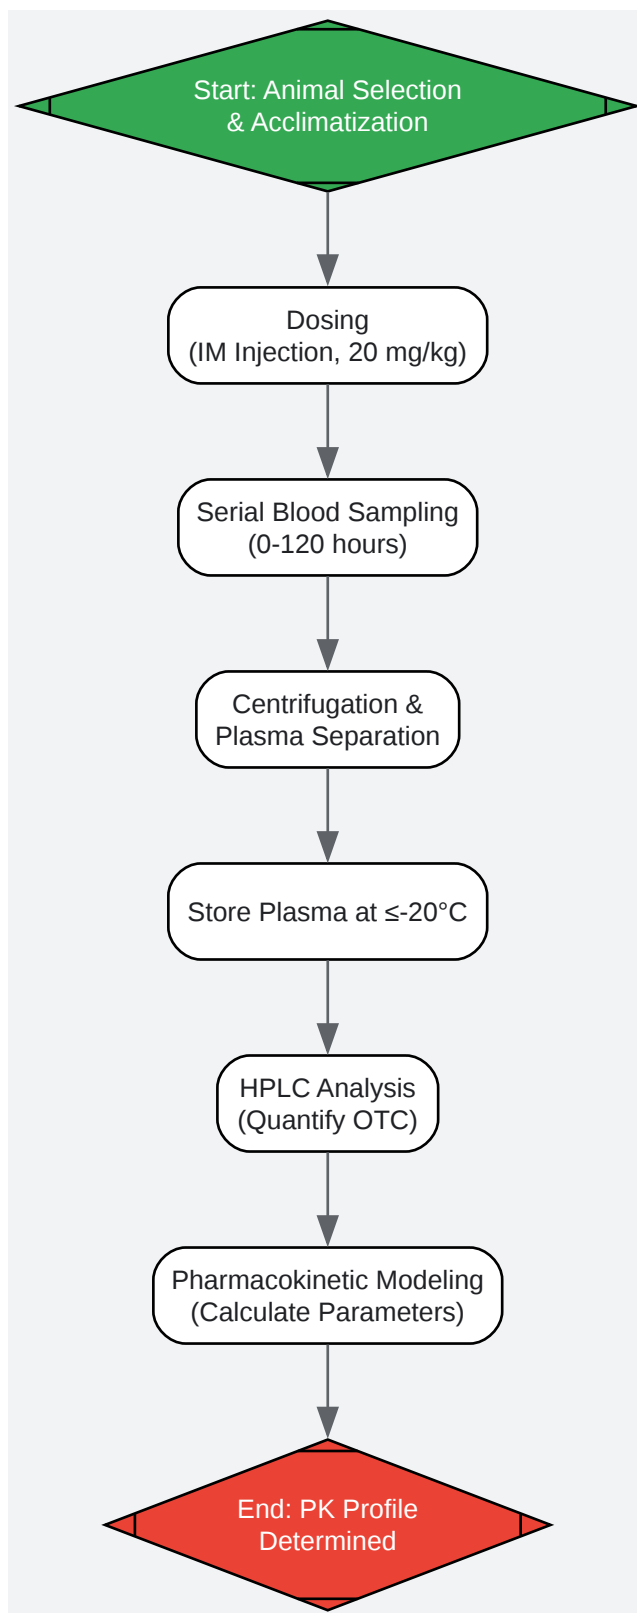 Start: Animal Selection
& Acclimatization
Dosing
(IM Injection, 20 mg/kg)
Serial Blood Sampling
(0-120 hours)
Centrifugation &
Plasma Separation
Store Plasma at ≤-20°C
HPLC Analysis
(Quantify OTC)
Pharmacokinetic Modeling
(Calculate Parameters)
End: PK Profile
Determined